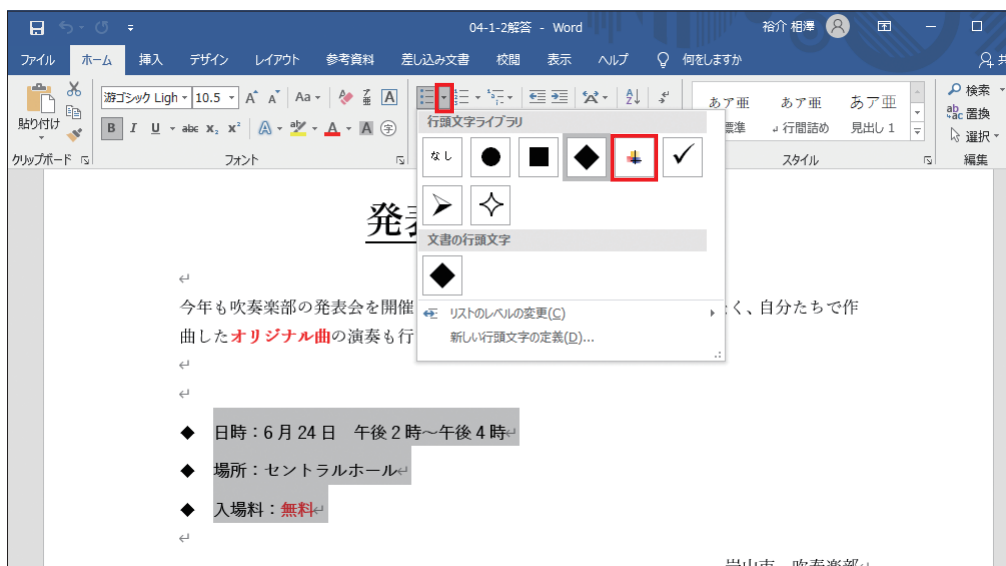 04-1-2解答 - Word
裕介 相澤
ファイル ホーム 挿入 デザイン レイアウト 参考資料 差し込み文書 校閲 表示 ヘルプ 何をしますか
貼り付け
游ゴシック Ligh 10.5 A A Aa
B I U abc x₂ x² A aby A A 字
あア亜 あア亜 あア亜
標準 行間詰め 見出し 1
検索
置換
選択
クリップボード フォント スタイル 編集
行頭文字ライブラリ
なし
文書の行頭文字
リストのレベルの変更(C)
新しい行頭文字の定義(D)...
今年も吹奏楽部の発表会を開催 く、自分たちで作
曲したオリジナル曲の演奏も行
◆ 日時：6月24日　午後2時～午後4時
◆ 場所：セントラルホール
◆ 入場料：無料